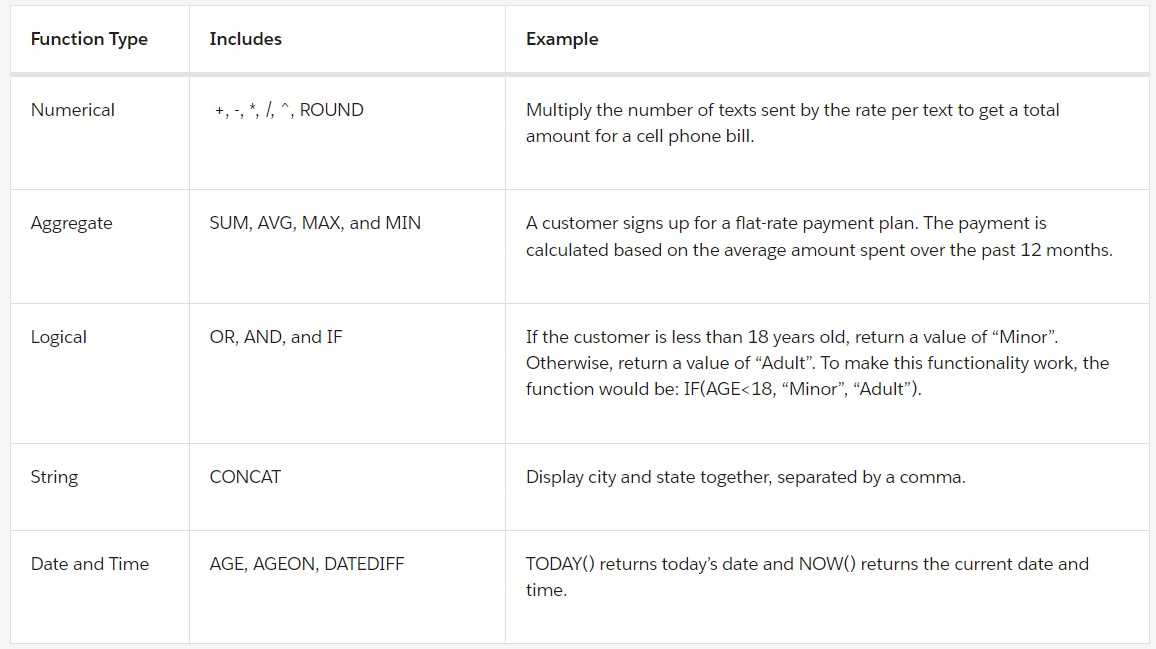 Function Type Includes Example
Numerical +, -, *, /, ^, ROUND Multiply the number of texts sent by the rate per text to get a total
amount for a cell phone bill.
Aggregate SUM, AVG, MAX, and MIN A customer signs up for a flat-rate payment plan. The payment is
calculated based on the average amount spent over the past 12 months.
Logical OR, AND, and IF If the customer is less than 18 years old, return a value of “Minor”.
Otherwise, return a value of “Adult”. To make this functionality work, the
function would be: IF(AGE<18, “Minor”, “Adult”).
String CONCAT Display city and state together, separated by a comma.
Date and Time AGE, AGEON, DATEDIFF TODAY() returns today’s date and NOW() returns the current date and
time.